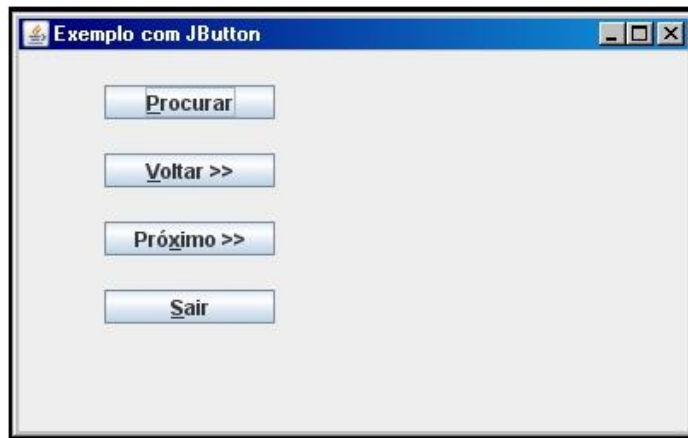 Exemplo com JButton
Procurar
Voltar >>
Próximo >>
Sair